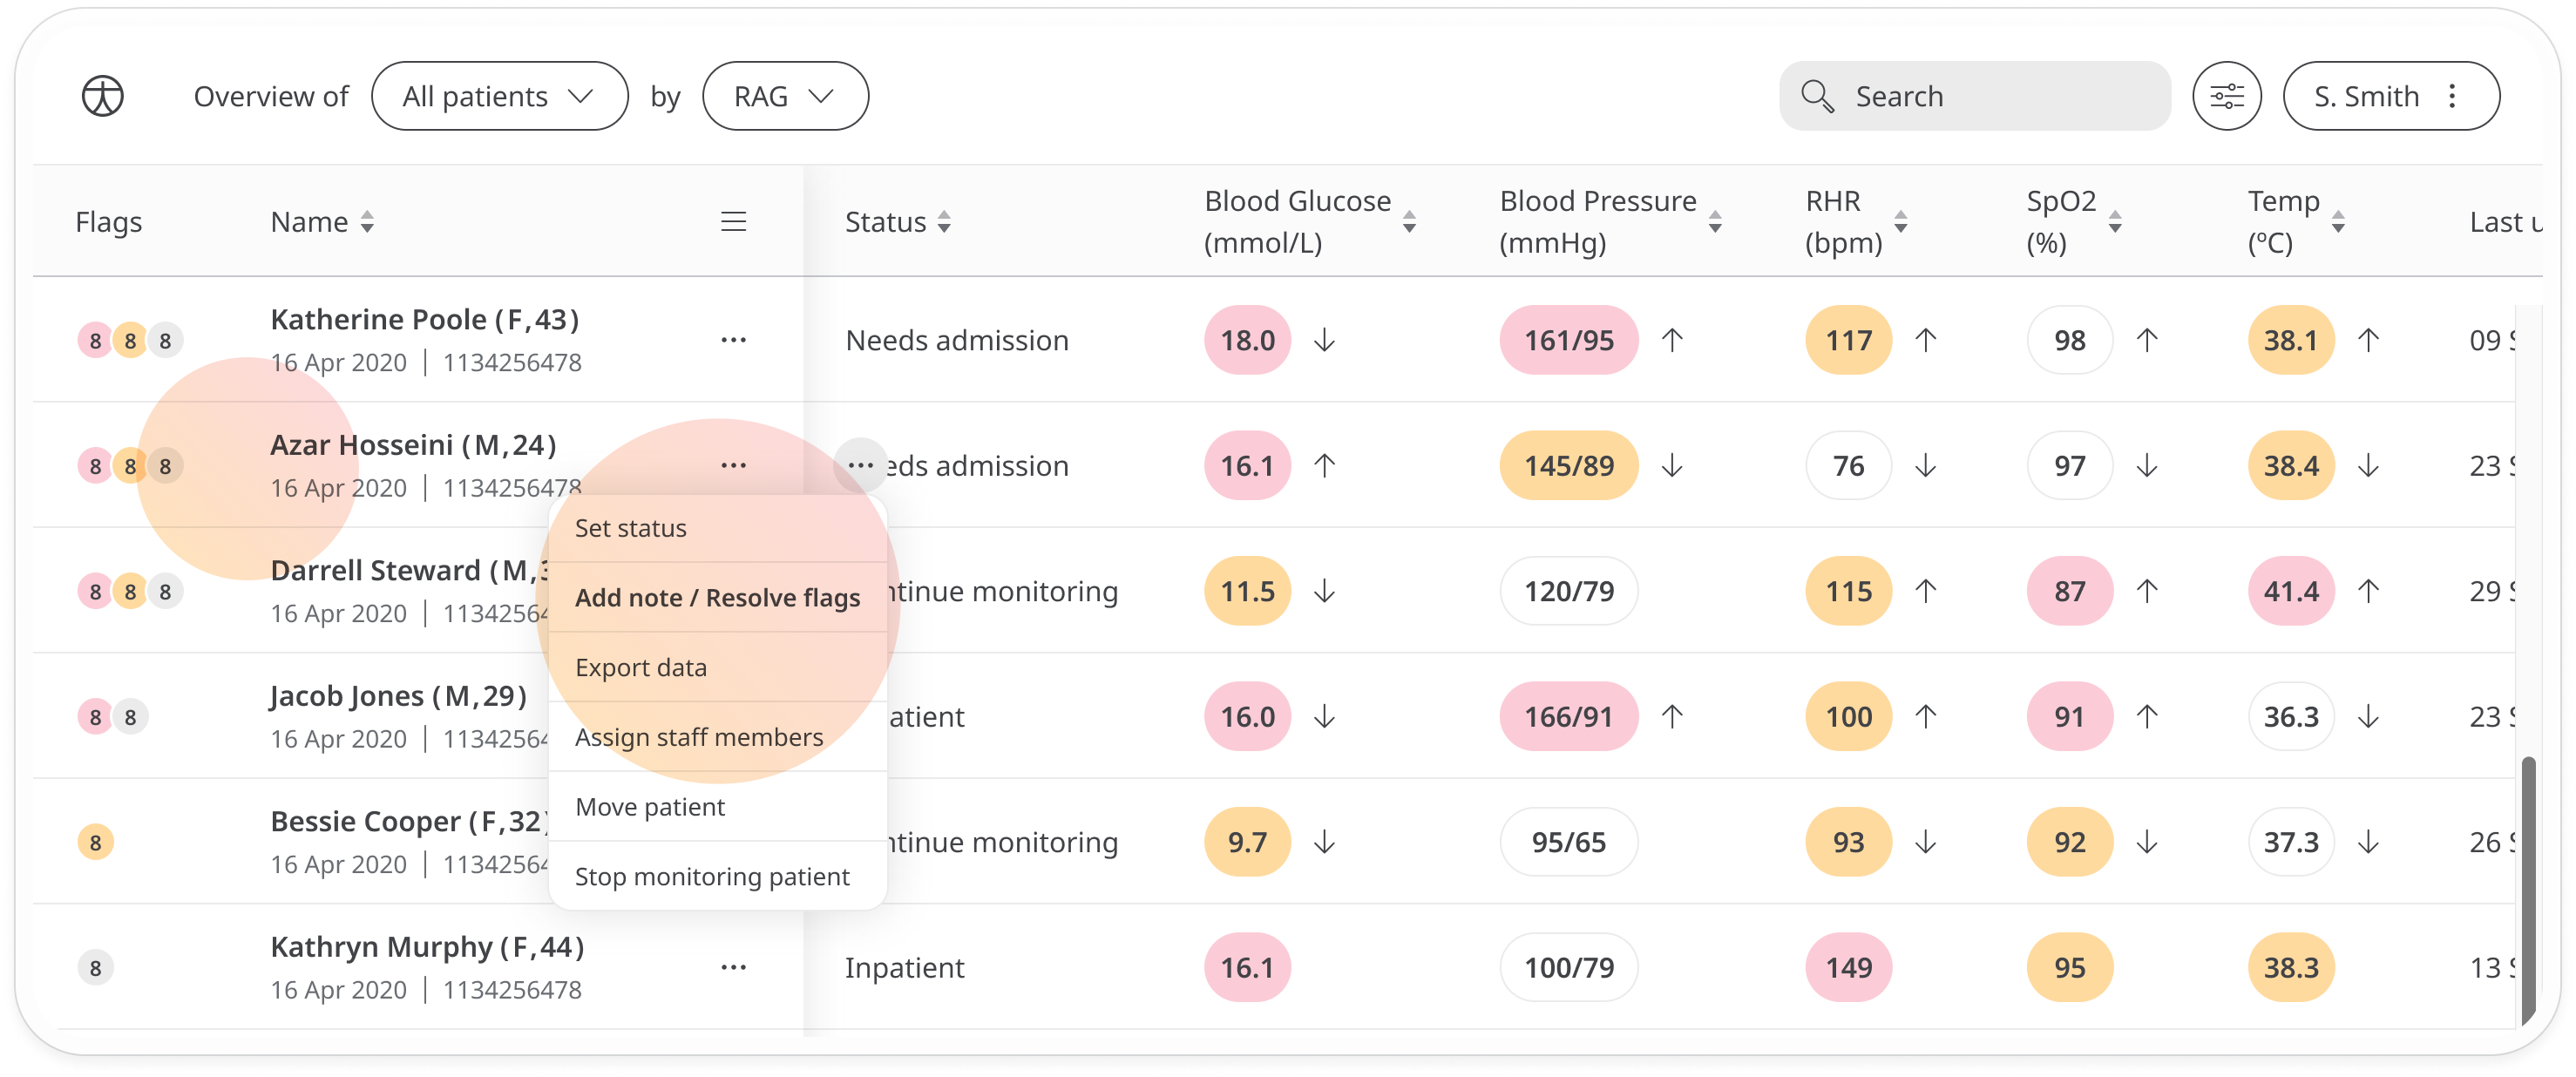 Overview of All patients by RAG Search S. Smith
Flags Name Status Blood Glucose (mmol/L) Blood Pressure (mmHg) RHR (bpm) SpO2 (%) Temp (ºC) Last
8 8 8 Katherine Poole (F,43) Needs admission 18.0 161/95 117 98 38.1 09
16 Apr 2020 | 1134256478
8 8 8 Azar Hosseini (M,24) eds admission 16.1 145/89 76 97 38.4 23
16 Apr 2020 | 1134256478
Set status
8 8 8 Darrell Steward (M, ntinue monitoring 11.5 120/79 115 87 41.4 29
Add note / Resolve flags
16 Apr 2020 | 1134256
Export data
8 8 Jacob Jones (M,29) atient 16.0 166/91 100 91 36.3 23
16 Apr 2020 | 1134256
Assign staff members
Move patient
8 Bessie Cooper (F,32) ntinue monitoring 9.7 95/65 93 92 37.3 26
16 Apr 2020 | 1134256
Stop monitoring patient
8 Kathryn Murphy (F,44) Inpatient 16.1 100/79 149 95 38.3 13
16 Apr 2020 | 1134256478